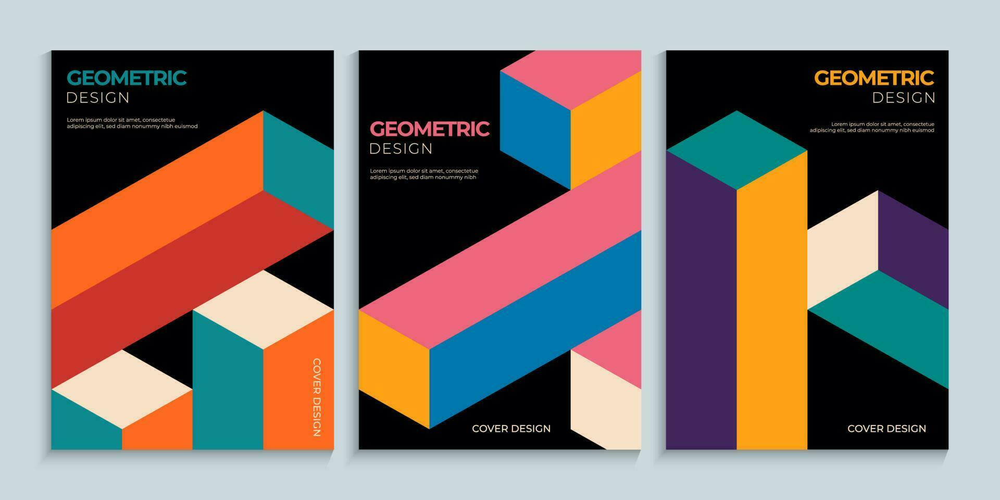 GEOMETRIC
DESIGN
Lorem ipsum dolor sit amet, consectetue
adipiscing elit, sed diam nonummy nibh euismod
COVER DESIGN
GEOMETRIC
DESIGN
Lorem ipsum dolor sit amet, consectetue
adipiscing elit, sed diam nonummy nibh
COVER DESIGN
GEOMETRIC
DESIGN
Lorem ipsum dolor sit amet, consectetue
adipiscing elit, sed diam nonummy nibh euismod
COVER DESIGN